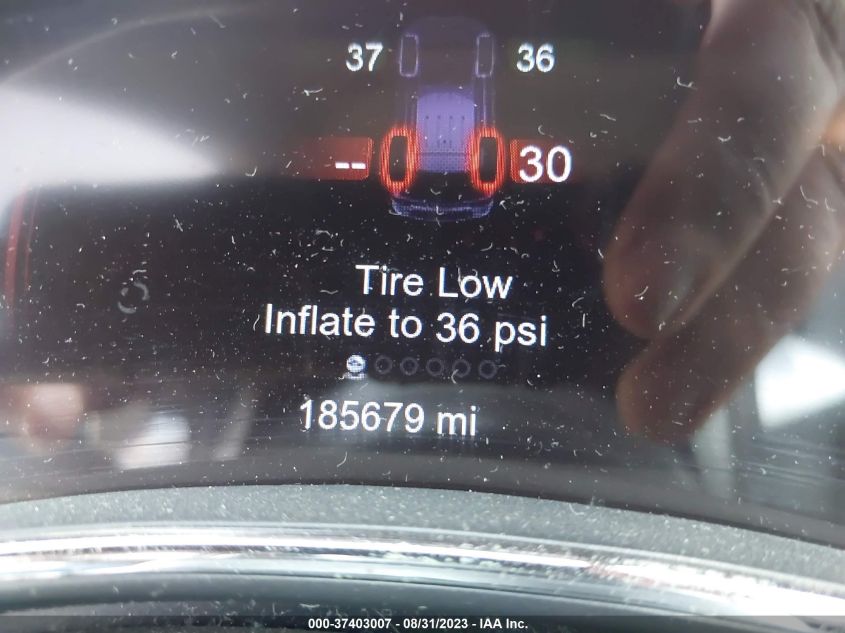 37 36
-- 30
Tire Low
Inflate to 36 psi
185679 mi
000-37403007 - 08/31/2023 - IAA Inc.